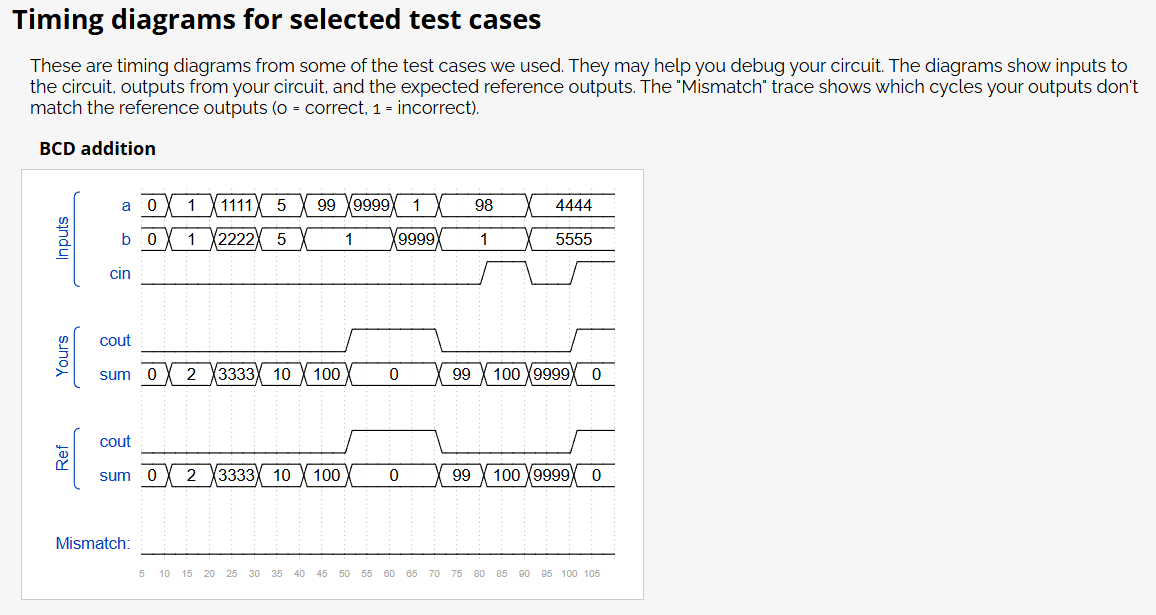 Timing diagrams for selected test cases
These are timing diagrams from some of the test cases we used. They may help you debug your circuit. The diagrams show inputs to
the circuit, outputs from your circuit, and the expected reference outputs. The "Mismatch" trace shows which cycles your outputs don't
match the reference outputs (0 = correct, 1 = incorrect).
BCD addition
Inputs
a 0 1 1111 5 99 9999 1 98 4444
b 0 1 2222 5 1 9999 1 5555
cin
Yours
cout
sum 0 2 3333 10 100 0 99 100 9999 0
Ref
cout
sum 0 2 3333 10 100 0 99 100 9999 0
Mismatch:
5 10 15 20 25 30 35 40 45 50 55 60 65 70 75 80 85 90 95 100 105